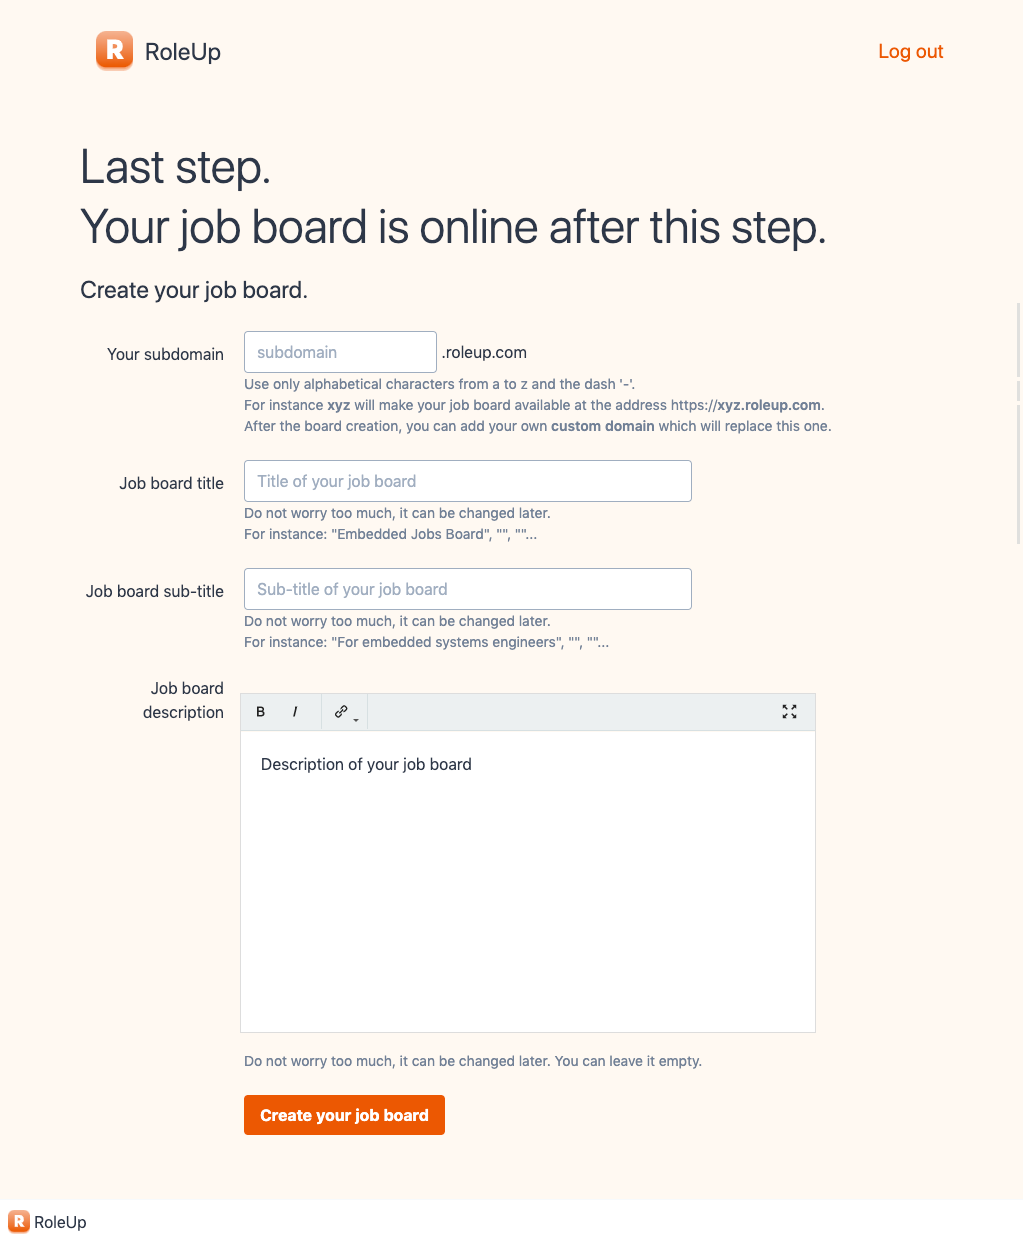 R RoleUp
Log out
Last step.
Your job board is online after this step.
Create your job board.
Your subdomain
subdomain
.roleup.com
Use only alphabetical characters from a to z and the dash '-'.
For instance xyz will make your job board available at the address https://xyz.roleup.com.
After the board creation, you can add your own custom domain which will replace this one.
Job board title
Title of your job board
Do not worry too much, it can be changed later.
For instance: "Embedded Jobs Board", "", ""...
Job board sub-title
Sub-title of your job board
Do not worry too much, it can be changed later.
For instance: "For embedded systems engineers", "", ""...
Job board
description
B I
Description of your job board
Do not worry too much, it can be changed later. You can leave it empty.
Create your job board
R RoleUp